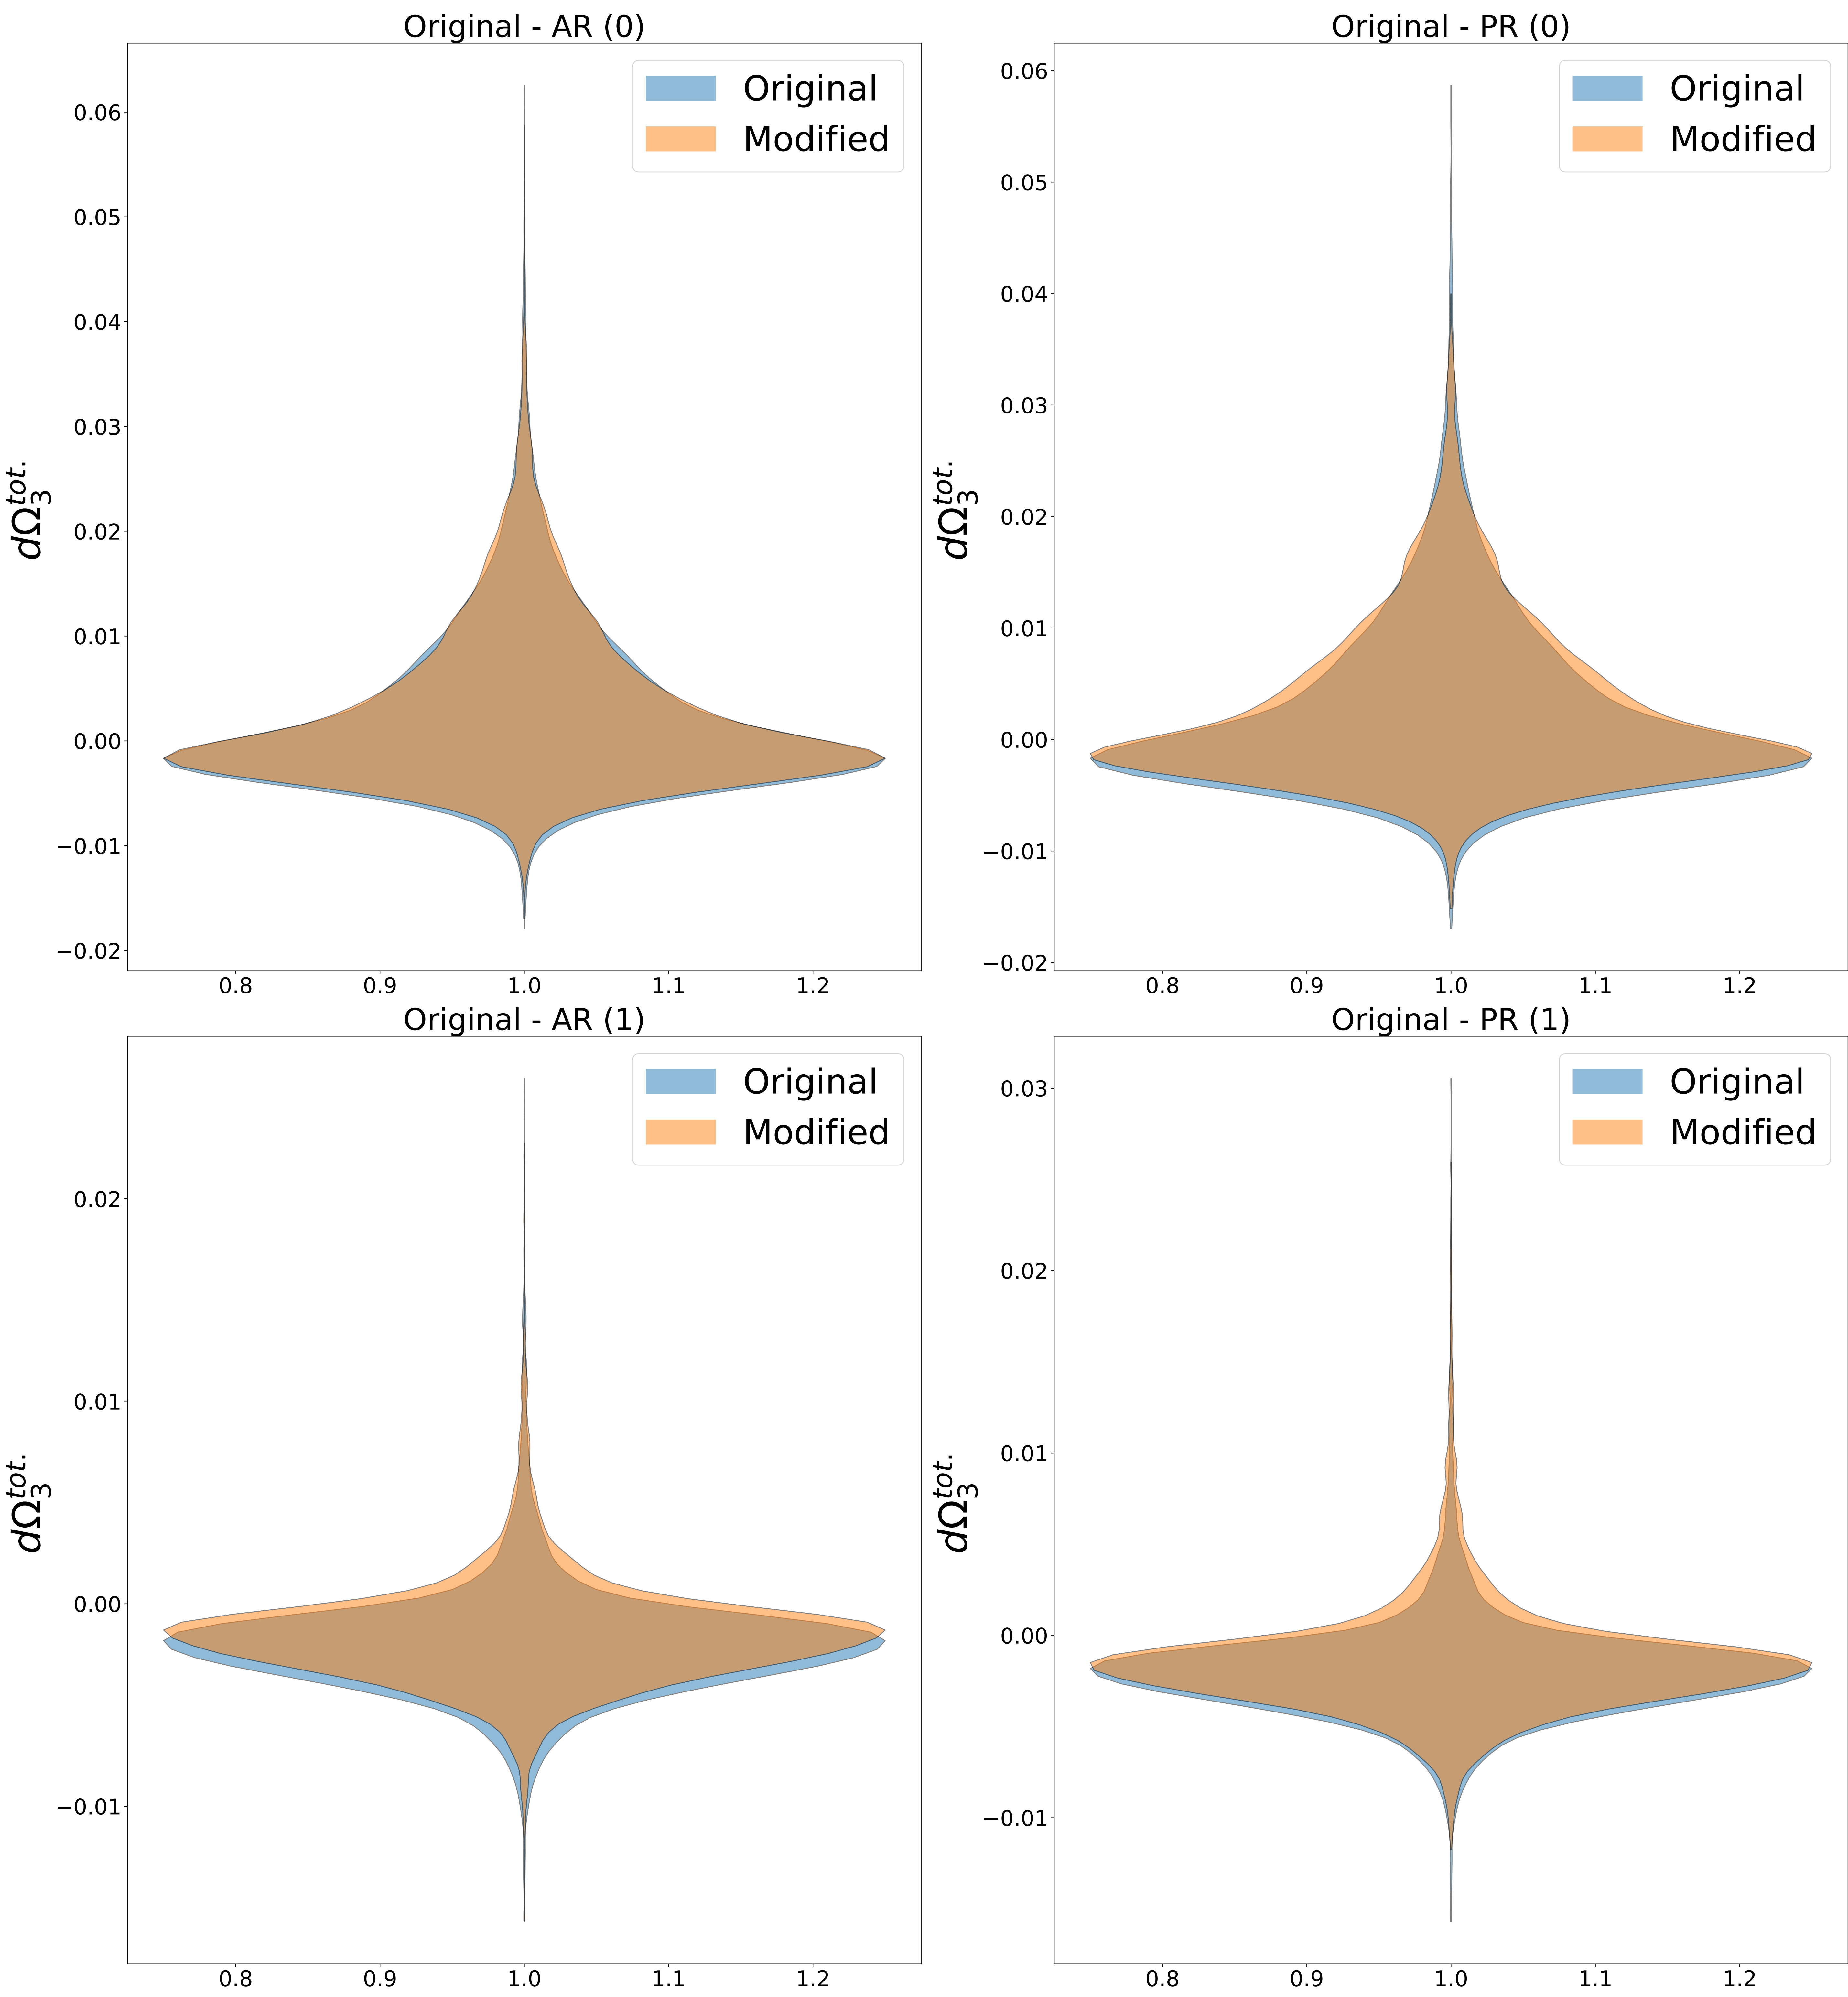 Original - AR (0)
Original
Modified
dΩ₃ᵗᵒᵗ·
0.06
0.05
0.04
0.03
0.02
0.01
0.00
−0.01
−0.02
0.8 0.9 1.0 1.1 1.2
Original - PR (0)
Original
Modified
dΩ₃ᵗᵒᵗ·
0.06
0.05
0.04
0.03
0.02
0.01
0.00
−0.01
−0.02
0.8 0.9 1.0 1.1 1.2
Original - AR (1)
Original
Modified
dΩ₃ᵗᵒᵗ·
0.02
0.01
0.00
−0.01
0.8 0.9 1.0 1.1 1.2
Original - PR (1)
Original
Modified
dΩ₃ᵗᵒᵗ·
0.03
0.02
0.01
0.00
−0.01
0.8 0.9 1.0 1.1 1.2